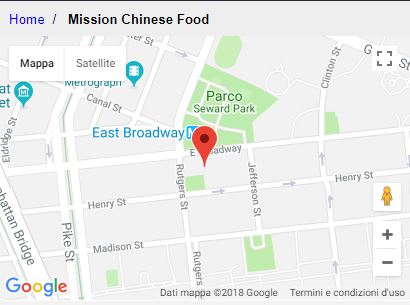 Home / Mission Chinese Food
Mappa Satellite
Metrograph
Canal St
Parco
Seward Park
Clinton St
East Broadway
E Broadway
Eldridge St
Rutgers St
Jefferson St
Henry St
Henry St
Pike St
Manhattan Bridge
Madison St
Rutgers
Google
Dati mappa ©2018 Google Termini e condizioni d'uso